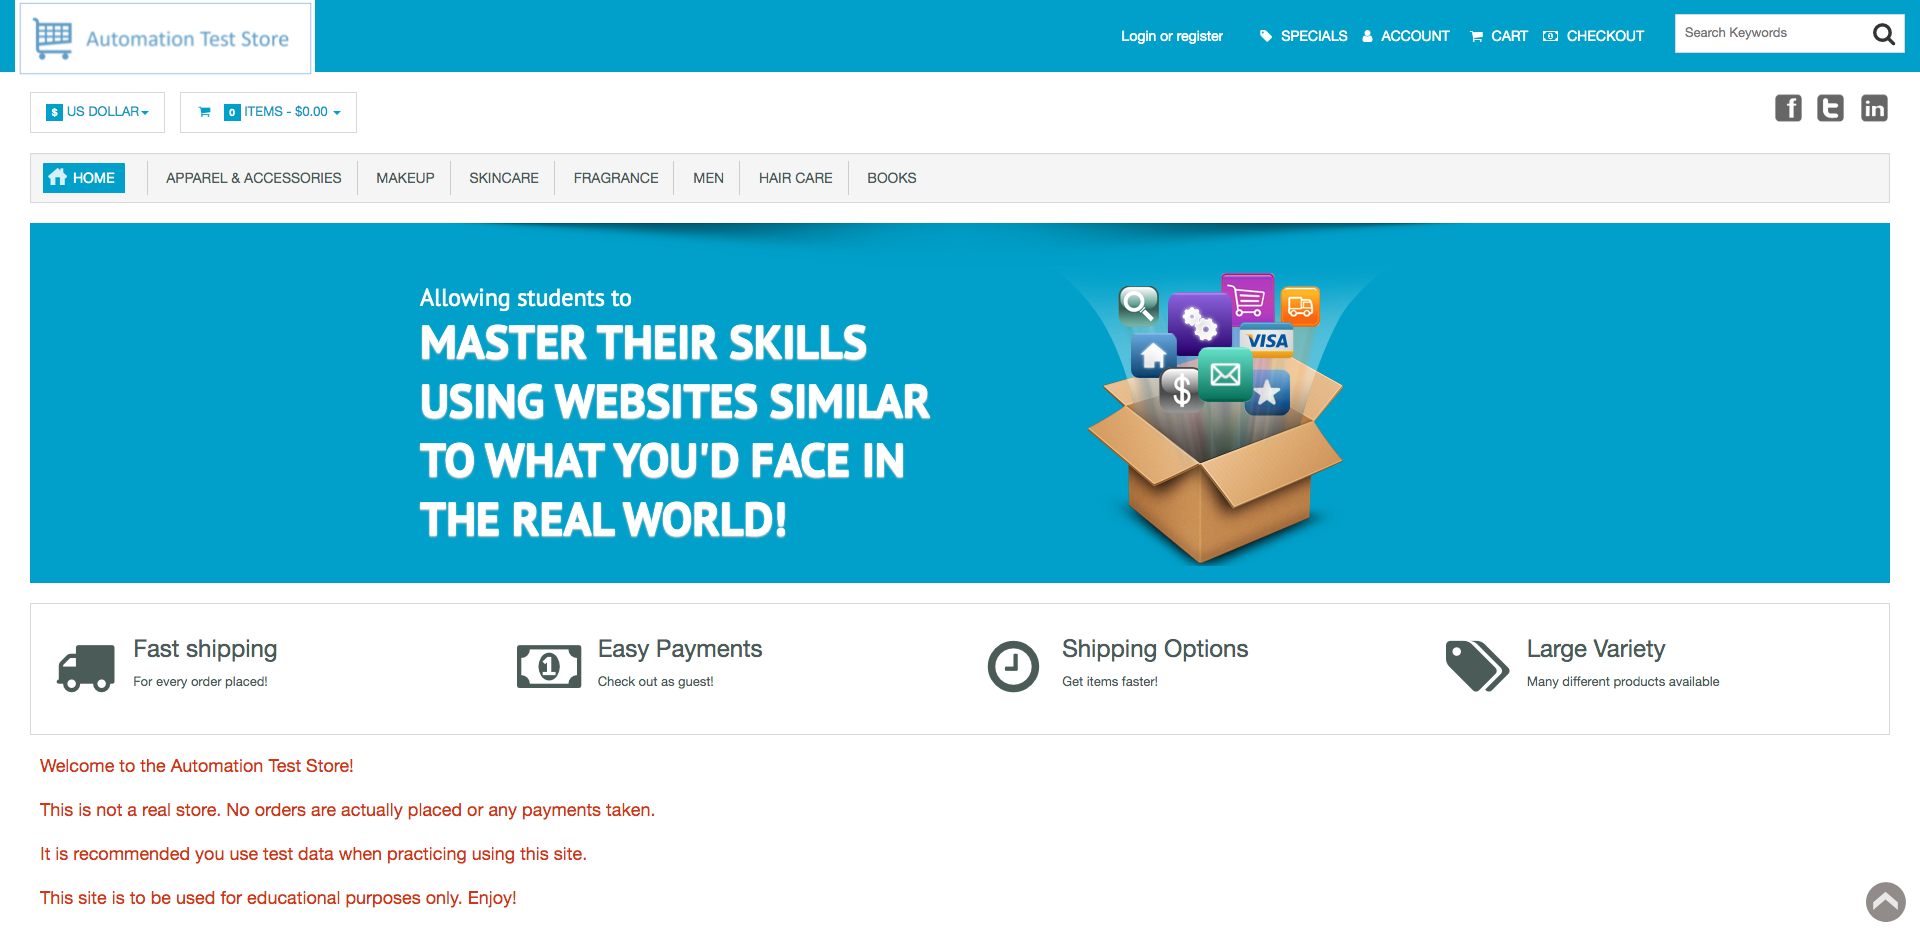 Automation Test Store
Login or register
SPECIALS
ACCOUNT
CART
CHECKOUT
Search Keywords
$ US DOLLAR
0 ITEMS - $0.00
f
t
in
HOME
APPAREL & ACCESSORIES
MAKEUP
SKINCARE
FRAGRANCE
MEN
HAIR CARE
BOOKS
Allowing students to
MASTER THEIR SKILLS
USING WEBSITES SIMILAR
TO WHAT YOU'D FACE IN
THE REAL WORLD!
VISA
$
Fast shipping
For every order placed!
1
Easy Payments
Check out as guest!
Shipping Options
Get items faster!
Large Variety
Many different products available
Welcome to the Automation Test Store!
This is not a real store. No orders are actually placed or any payments taken.
It is recommended you use test data when practicing using this site.
This site is to be used for educational purposes only. Enjoy!